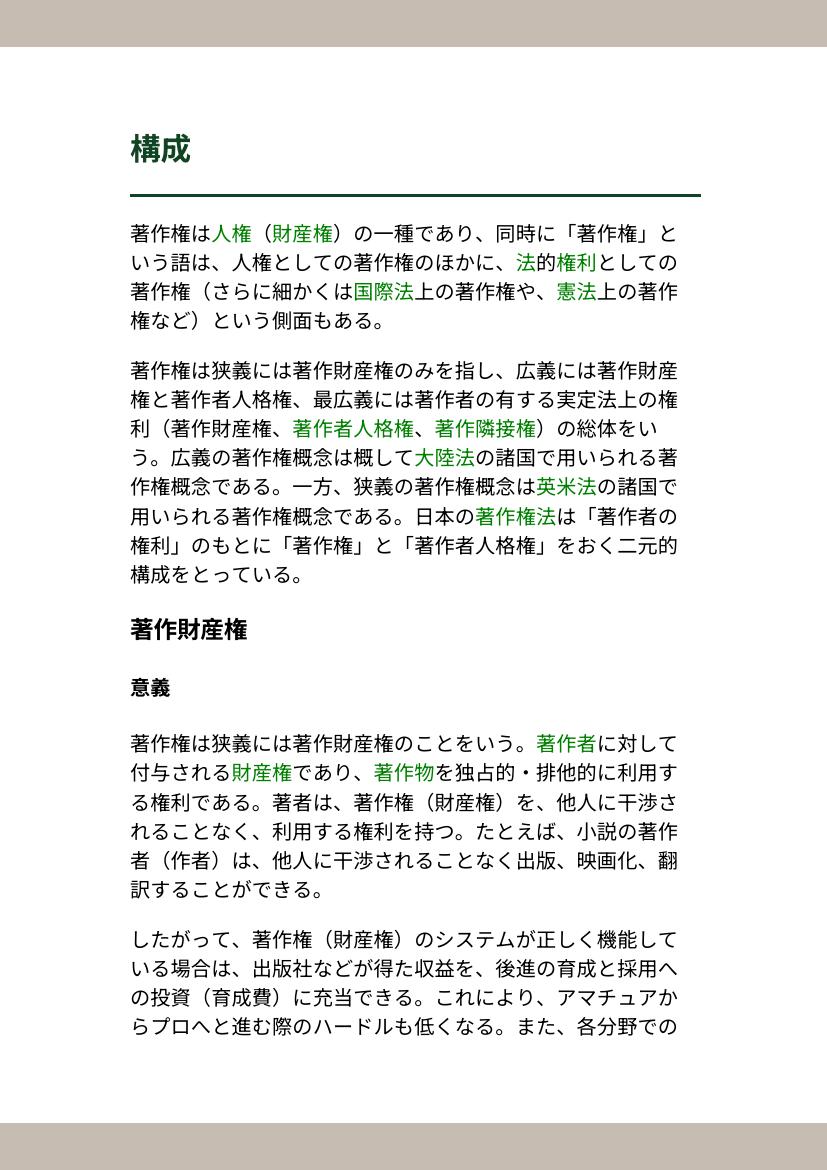 構成
著作権は人権（財産権）の一種であり、同時に「著作権」と
いう語は、人権としての著作権のほかに、法的権利としての
著作権（さらに細かくは国際法上の著作権や、憲法上の著作
権など）という側面もある。
著作権は狭義には著作財産権のみを指し、広義には著作財産
権と著作者人格権、最広義には著作者の有する実定法上の権
利（著作財産権、著作者人格権、著作隣接権）の総体をい
う。広義の著作権概念は概して大陸法の諸国で用いられる著
作権概念である。一方、狭義の著作権概念は英米法の諸国で
用いられる著作権概念である。日本の著作権法は「著作者の
権利」のもとに「著作権」と「著作者人格権」をおく二元的
構成をとっている。
著作財産権
意義
著作権は狭義には著作財産権のことをいう。著作者に対して
付与される財産権であり、著作物を独占的・排他的に利用す
る権利である。著者は、著作権（財産権）を、他人に干渉さ
れることなく、利用する権利を持つ。たとえば、小説の著作
者（作者）は、他人に干渉されることなく出版、映画化、翻
訳することができる。
したがって、著作権（財産権）のシステムが正しく機能して
いる場合は、出版社などが得た収益を、後進の育成と採用へ
の投資（育成費）に充当できる。これにより、アマチュアか
らプロへと進む際のハードルも低くなる。また、各分野での